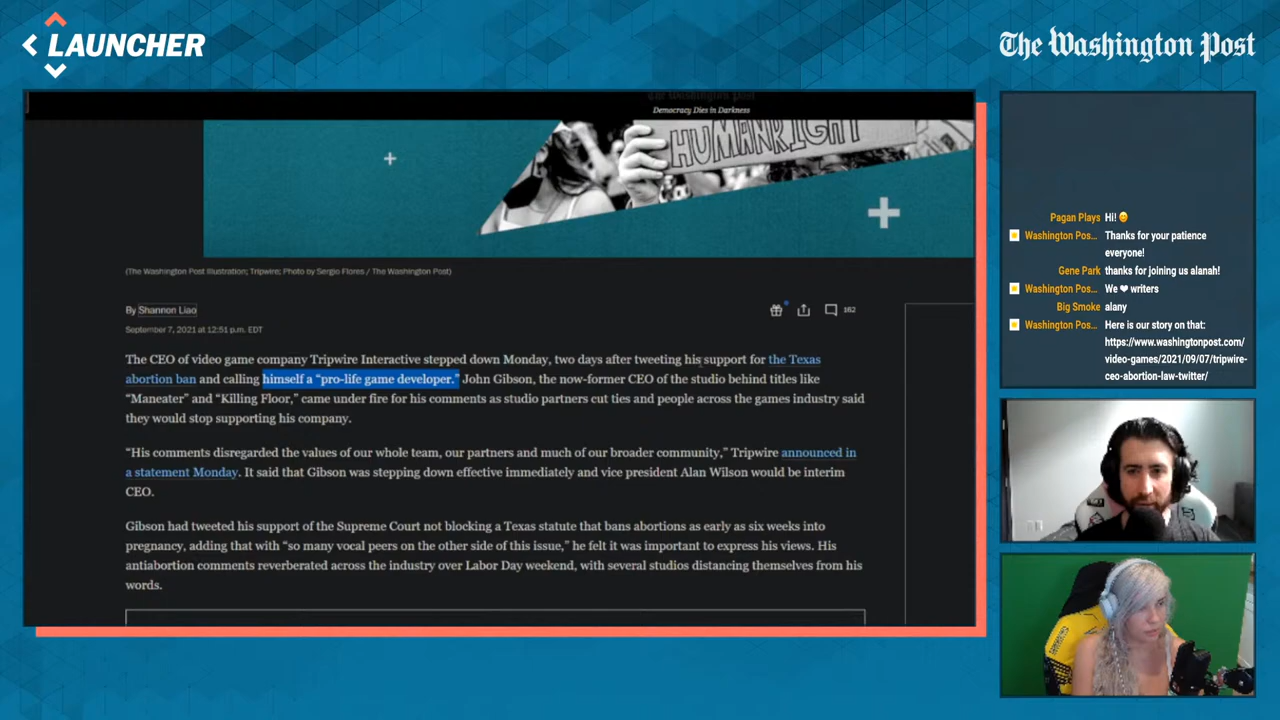 LAUNCHER
The Washington Post
The Washington Post
Democracy Dies in Darkness
HUMANRIGHT
(The Washington Post Illustration; Tripwire; Photo by Sergio Flores / The Washington Post)
By Shannon Liao
162
September 7, 2021 at 12:51 p.m. EDT
The CEO of video game company Tripwire Interactive stepped down Monday, two days after tweeting his support for the Texas
abortion ban and calling himself a “pro-life game developer.” John Gibson, the now-former CEO of the studio behind titles like
“Maneater” and “Killing Floor,” came under fire for his comments as studio partners cut ties and people across the games industry said
they would stop supporting his company.
“His comments disregarded the values of our whole team, our partners and much of our broader community,” Tripwire announced in
a statement Monday. It said that Gibson was stepping down effective immediately and vice president Alan Wilson would be interim
CEO.
Gibson had tweeted his support of the Supreme Court not blocking a Texas statute that bans abortions as early as six weeks into
pregnancy, adding that with “so many vocal peers on the other side of this issue,” he felt it was important to express his views. His
antiabortion comments reverberated across the industry over Labor Day weekend, with several studios distancing themselves from his
words.
Pagan Plays Hi! 😊
Washington Pos... Thanks for your patience
everyone!
Gene Park thanks for joining us alanah!
Washington Pos... We ❤ writers
Big Smoke alany
Washington Pos... Here is our story on that:
https://www.washingtonpost.com/
video-games/2021/09/07/tripwire-
ceo-abortion-law-twitter/